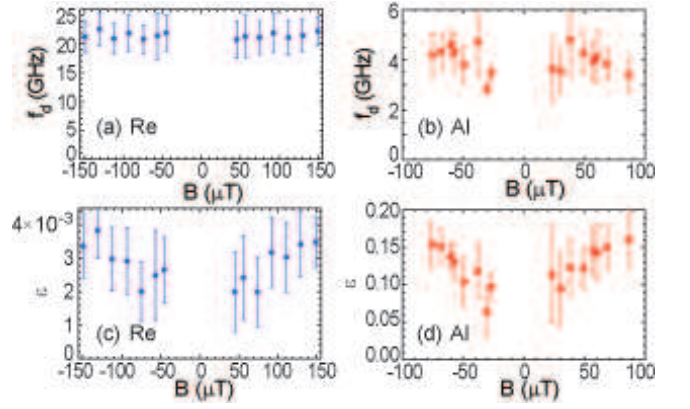 25
20
15
10
5
0
f_d (GHz)
(a) Re
-150 -100 -50 0 50 100 150
B (μT)
6
4
2
0
f_d (GHz)
(b) Al
-100 -50 0 50 100
B (μT)
4×10⁻³
3
2
1
0
ε
(c) Re
-150 -100 -50 0 50 100 150
B (μT)
0.20
0.15
0.10
0.05
0.00
ε
(d) Al
-100 -50 0 50 100
B (μT)